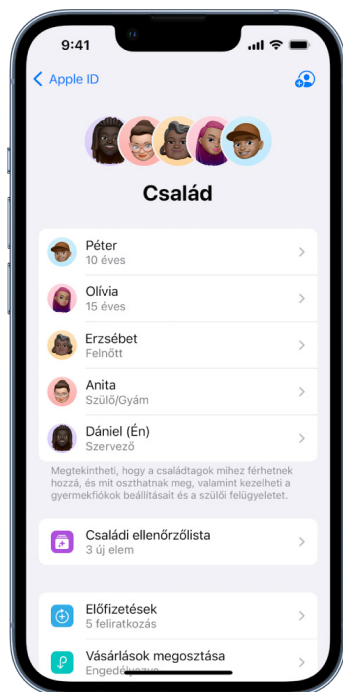 9:41
Apple ID
Család
Péter
10 éves
Olívia
15 éves
Erzsébet
Felnőtt
Anita
Szülő/Gyám
Dániel (Én)
Szervező
Megtekintheti, hogy a családtagok mihez férhetnek
hozzá, és mit oszthatnak meg, valamint kezelheti a
gyermekfiókok beállításait és a szülői felügyeletet.
Családi ellenőrzőlista
3 új elem
Előfizetések
5 feliratkozás
Vásárlások megosztása
Engedélyezve